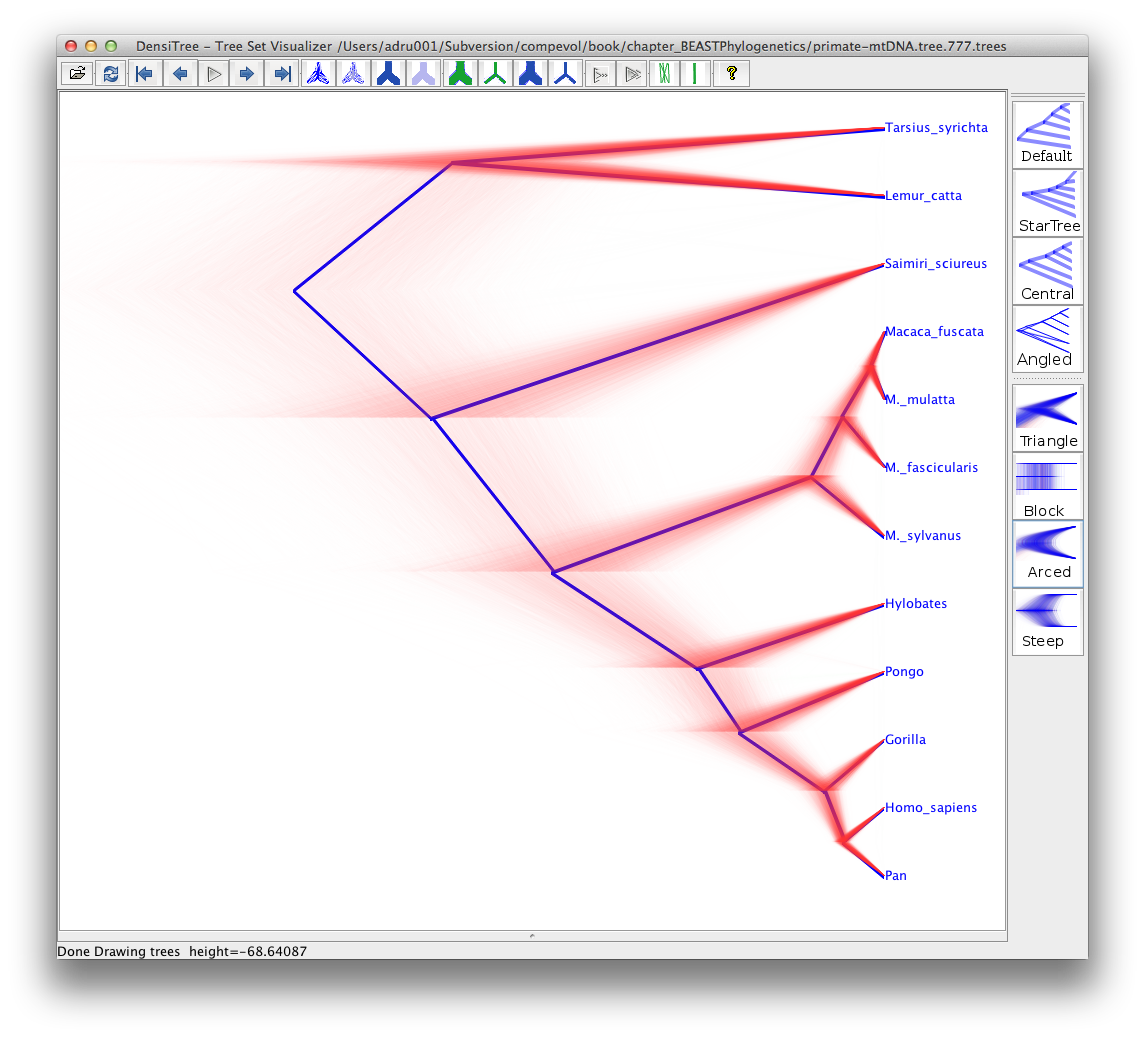 DensiTree - Tree Set Visualizer /Users/adru001/Subversion/compevol/book/chapter_BEASTPhylogenetics/primate-mtDNA.tree.777.trees
?
Tarsius_syrichta
Lemur_catta
Saimiri_sciureus
Macaca_fuscata
M._mulatta
M._fascicularis
M._sylvanus
Hylobates
Pongo
Gorilla
Homo_sapiens
Pan
Default
StarTree
Central
Angled
Triangle
Block
Arced
Steep
Done Drawing trees height=-68.64087